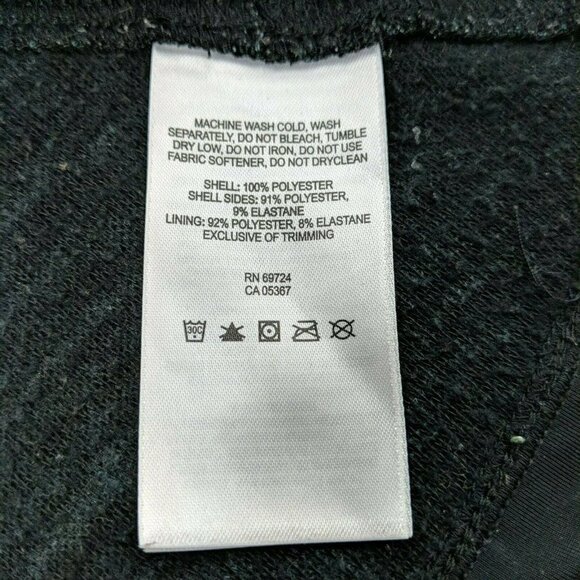 MACHINE WASH COLD, WASH
SEPARATELY, DO NOT BLEACH, TUMBLE
DRY LOW, DO NOT IRON, DO NOT USE
FABRIC SOFTENER, DO NOT DRYCLEAN
SHELL: 100% POLYESTER
SHELL SIDES: 91% POLYESTER,
9% ELASTANE
LINING: 92% POLYESTER, 8% ELASTANE
EXCLUSIVE OF TRIMMING
RN 69724
CA 05367
30C